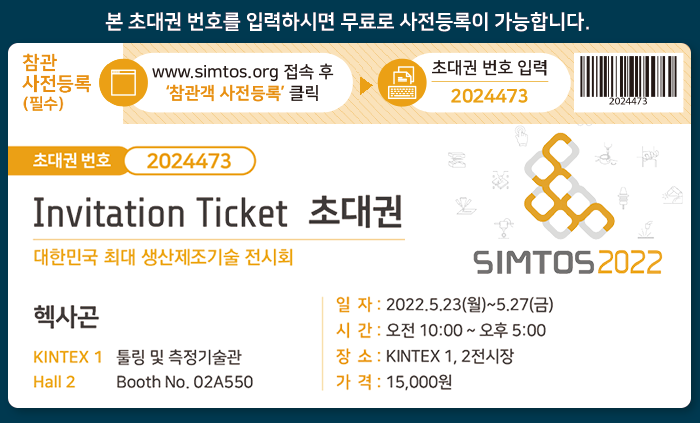 본 초대권 번호를 입력하시면 무료로 사전등록이 가능합니다.
참관
사전등록
(필수)
www.simtos.org 접속 후
'참관객 사전등록' 클릭
초대권 번호 입력
2024473
2024473
초대권 번호 2024473
Invitation Ticket 초대권
대한민국 최대 생산제조기술 전시회
SIMTOS 2022
헥사곤
KINTEX 1 툴링 및 측정기술관
Hall 2 Booth No. 02A550
일 자 : 2022.5.23(월)~5.27(금)
시 간 : 오전 10:00 ~ 오후 5:00
장 소 : KINTEX 1, 2전시장
가 격 : 15,000원